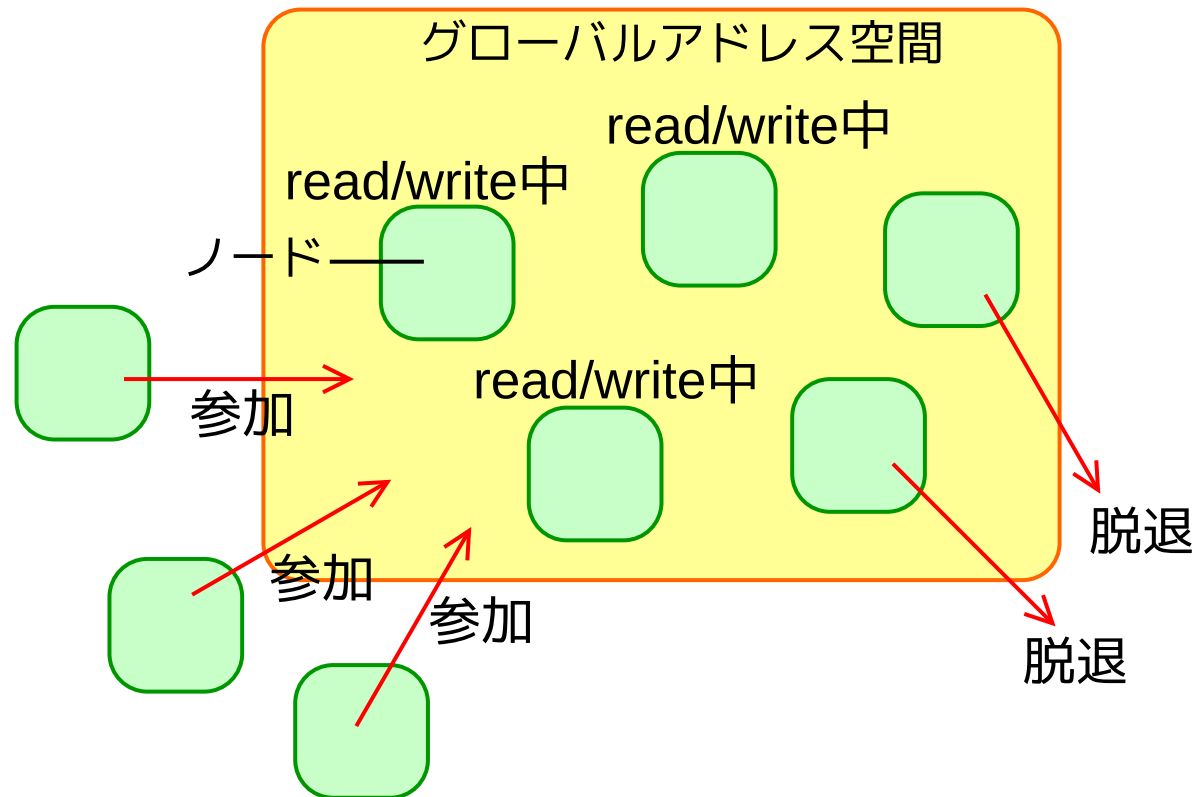 グローバルアドレス空間
read/write中
read/write中
ノード
read/write中
参加
脱退
参加
参加
脱退